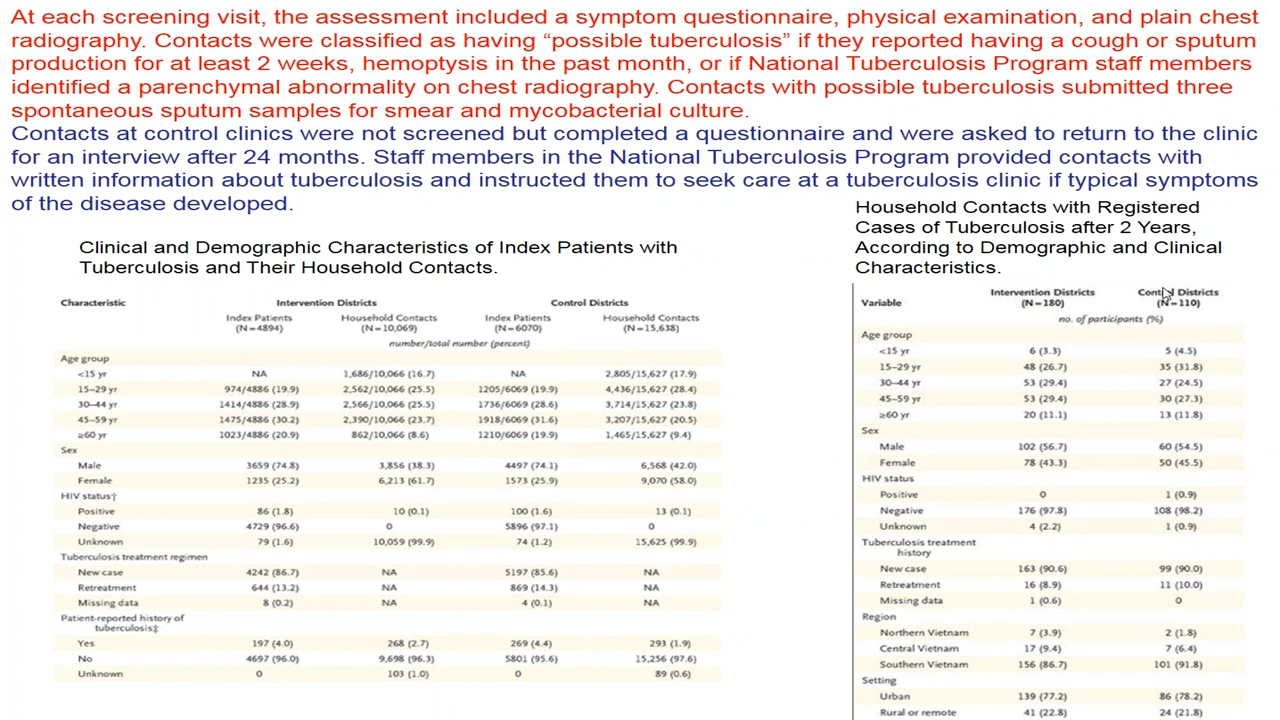 At each screening visit, the assessment included a symptom questionnaire, physical examination, and plain chest
radiography. Contacts were classified as having “possible tuberculosis” if they reported having a cough or sputum
production for at least 2 weeks, hemoptysis in the past month, or if National Tuberculosis Program staff members
identified a parenchymal abnormality on chest radiography. Contacts with possible tuberculosis submitted three
spontaneous sputum samples for smear and mycobacterial culture.
Contacts at control clinics were not screened but completed a questionnaire and were asked to return to the clinic
for an interview after 24 months. Staff members in the National Tuberculosis Program provided contacts with
written information about tuberculosis and instructed them to seek care at a tuberculosis clinic if typical symptoms
of the disease developed.
Clinical and Demographic Characteristics of Index Patients with
Tuberculosis and Their Household Contacts.
Characteristic Intervention Districts Control Districts
Index Patients Household Contacts Index Patients Household Contacts
(N=4894) (N=10,069) (N=6070) (N=15,638)
number/total number (percent)
Age group
<15 yr NA 1,686/10,066 (16.7) NA 2,805/15,627 (17.9)
15–29 yr 974/4886 (19.9) 2,562/10,066 (25.5) 1205/6069 (19.9) 4,436/15,627 (28.4)
30–44 yr 1414/4886 (28.9) 2,566/10,066 (25.5) 1736/6069 (28.6) 3,714/15,627 (23.8)
45–59 yr 1475/4886 (30.2) 2,390/10,066 (23.7) 1918/6069 (31.6) 3,207/15,627 (20.5)
≥60 yr 1023/4886 (20.9) 862/10,066 (8.6) 1210/6069 (19.9) 1,465/15,627 (9.4)
Sex
Male 3659 (74.8) 3,856 (38.3) 4497 (74.1) 6,568 (42.0)
Female 1235 (25.2) 6,213 (61.7) 1573 (25.9) 9,070 (58.0)
HIV status†
Positive 86 (1.8) 10 (0.1) 100 (1.6) 13 (0.1)
Negative 4729 (96.6) 0 5896 (97.1) 0
Unknown 79 (1.6) 10,059 (99.9) 74 (1.2) 15,625 (99.9)
Tuberculosis treatment regimen
New case 4242 (86.7) NA 5197 (85.6) NA
Retreatment 644 (13.2) NA 869 (14.3) NA
Missing data 8 (0.2) NA 4 (0.1) NA
Patient-reported history of
tuberculosis‡
Yes 197 (4.0) 268 (2.7) 269 (4.4) 293 (1.9)
No 4697 (96.0) 9,698 (96.3) 5801 (95.6) 15,256 (97.6)
Unknown 0 103 (1.0) 0 89 (0.6)
Household Contacts with Registered
Cases of Tuberculosis after 2 Years,
According to Demographic and Clinical
Characteristics.
Variable Intervention Districts Control Districts
(N=180) (N=110)
no. of participants (%)
Age group
<15 yr 6 (3.3) 5 (4.5)
15–29 yr 48 (26.7) 35 (31.8)
30–44 yr 53 (29.4) 27 (24.5)
45–59 yr 53 (29.4) 30 (27.3)
≥60 yr 20 (11.1) 13 (11.8)
Sex
Male 102 (56.7) 60 (54.5)
Female 78 (43.3) 50 (45.5)
HIV status
Positive 0 1 (0.9)
Negative 176 (97.8) 108 (98.2)
Unknown 4 (2.2) 1 (0.9)
Tuberculosis treatment
history
New case 163 (90.6) 99 (90.0)
Retreatment 16 (8.9) 11 (10.0)
Missing data 1 (0.6) 0
Region
Northern Vietnam 7 (3.9) 2 (1.8)
Central Vietnam 17 (9.4) 7 (6.4)
Southern Vietnam 156 (86.7) 101 (91.8)
Setting
Urban 139 (77.2) 86 (78.2)
Rural or remote 41 (22.8) 24 (21.8)